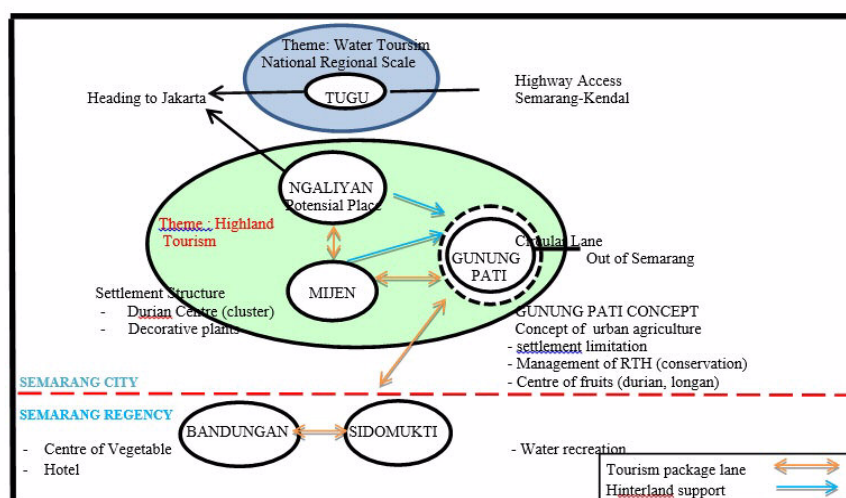 Theme: Water Toursim
National Regional Scale
TUGU
Heading to Jakarta
Highway Access
Semarang-Kendal
NGALIYAN
Potensial Place
Theme : Highland
Tourism
Circular Lane
Out of Semarang
GUNUNG
PATI
MIJEN
Settlement Structure
- Durian Centre (cluster)
- Decorative plants
GUNUNG PATI CONCEPT
Concept of urban agriculture
- settlement limitation
- Management of RTH (conservation)
- Centre of fruits (durian, longan)
SEMARANG CITY
SEMARANG REGENCY
BANDUNGAN
SIDOMUKTI
- Centre of Vegetable
- Hotel
- Water recreation
Tourism package lane
Hinterland support